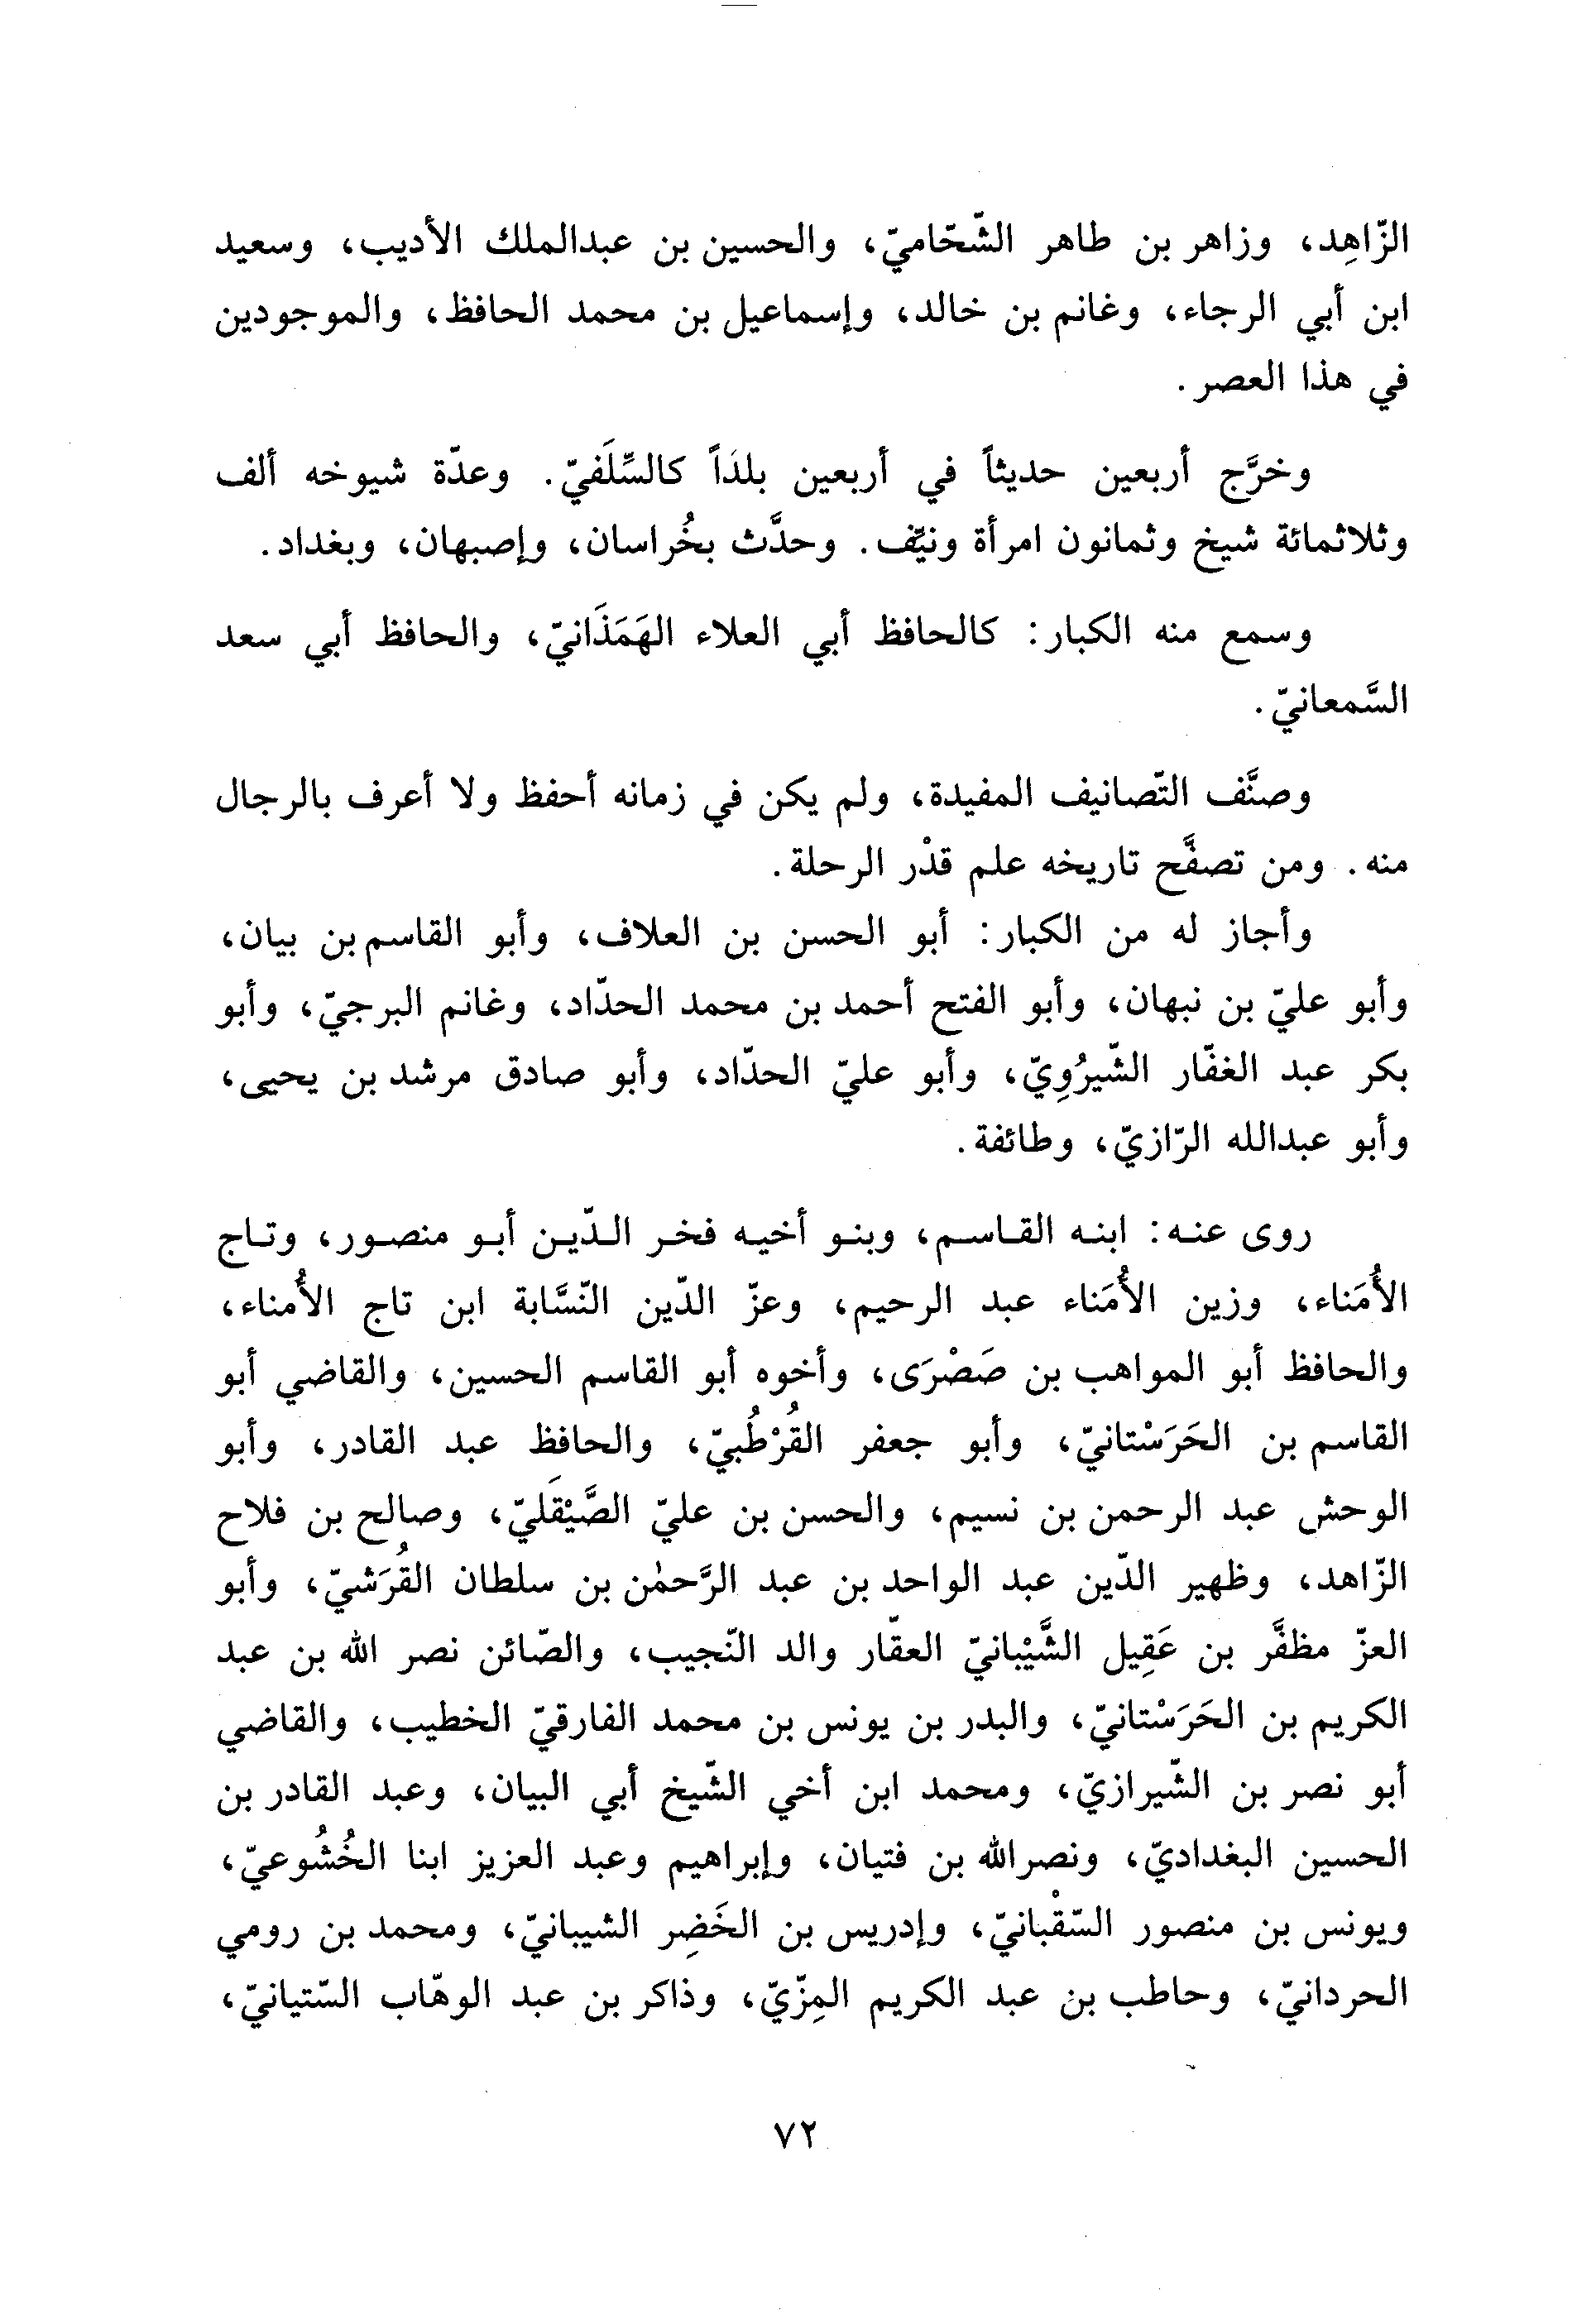 الزّاهِد، وزاهر بن طاهر الشّحّاميّ، والحسين بن عبدالملك الأديب، وسعيد
ابن أبي الرجاء، وغانم بن خالد، وإسماعيل بن محمد الحافظ، والموجودين
في هذا العصر.
وخرَّج أربعين حديثاً في أربعين بلدَاً كالسِّلَفيّ. وعدّة شيوخه ألف
وثلاثمائة شيخ وثمانون امرأة ونيِّف. وحدَّث بخُراسان، وإصبهان، وبغداد.
وسمع منه الكبار: كالحافظ أبي العلاء الهَمَذَانيّ، والحافظ أبي سعد
السَّمعانيّ.
وصنَّف التّصانيف المفيدة، ولم يكن في زمانه أحفظ ولا أعرف بالرجال
منه. ومن تصفَّح تاريخه علم قدْر الرحلة.
وأجاز له من الكبار: أبو الحسن بن العلاف، وأبو القاسم بن بيان،
وأبو عليّ بن نبهان، وأبو الفتح أحمد بن محمد الحدّاد، وغانم البرجيّ، وأبو
بكر عبد الغفّار الشّيرُوِيّ، وأبو عليّ الحدّاد، وأبو صادق مرشد بن يحيى،
وأبو عبدالله الرّازيّ، وطائفة.
روى عنه: ابنه القاسم، وبنو أخيه فخر الدّين أبو منصور، وتاج
الأُمَناء، وزين الأُمَناء عبد الرحيم، وعزّ الدّين النّسَّابة ابن تاج الأُمناء،
والحافظ أبو المواهب بن صَصْرَى، وأخوه أبو القاسم الحسين، والقاضي أبو
القاسم بن الحَرَسْتانيّ، وأبو جعفر القُرْطُبيّ، والحافظ عبد القادر، وأبو
الوحش عبد الرحمن بن نسيم، والحسن بن عليّ الصَّيْقَليّ، وصالح بن فلاح
الزّاهد، وظهير الدّين عبد الواحد بن عبد الرَّحمٰن بن سلطان القُرَشيّ، وأبو
العزّ مظفَّر بن عَقِيل الشَّيْبانيّ العقّار والد النّجيب، والصّائن نصر الله بن عبد
الكريم بن الحَرَسْتانيّ، والبدر بن يونس بن محمد الفارقيّ الخطيب، والقاضي
أبو نصر بن الشّيرازيّ، ومحمد ابن أخي الشّيخ أبي البيان، وعبد القادر بن
الحسين البغداديّ، ونصرالله بن فتيان، وإبراهيم وعبد العزيز ابنا الخُشُوعيّ،
ويونس بن منصور السّقْبانيّ، وإدريس بن الخَضِر الشيبانيّ، ومحمد بن رومي
الحردانيّ، وحاطب بن عبد الكريم المِزّيّ، وذاكر بن عبد الوهّاب السّتيانيّ،
٧٢